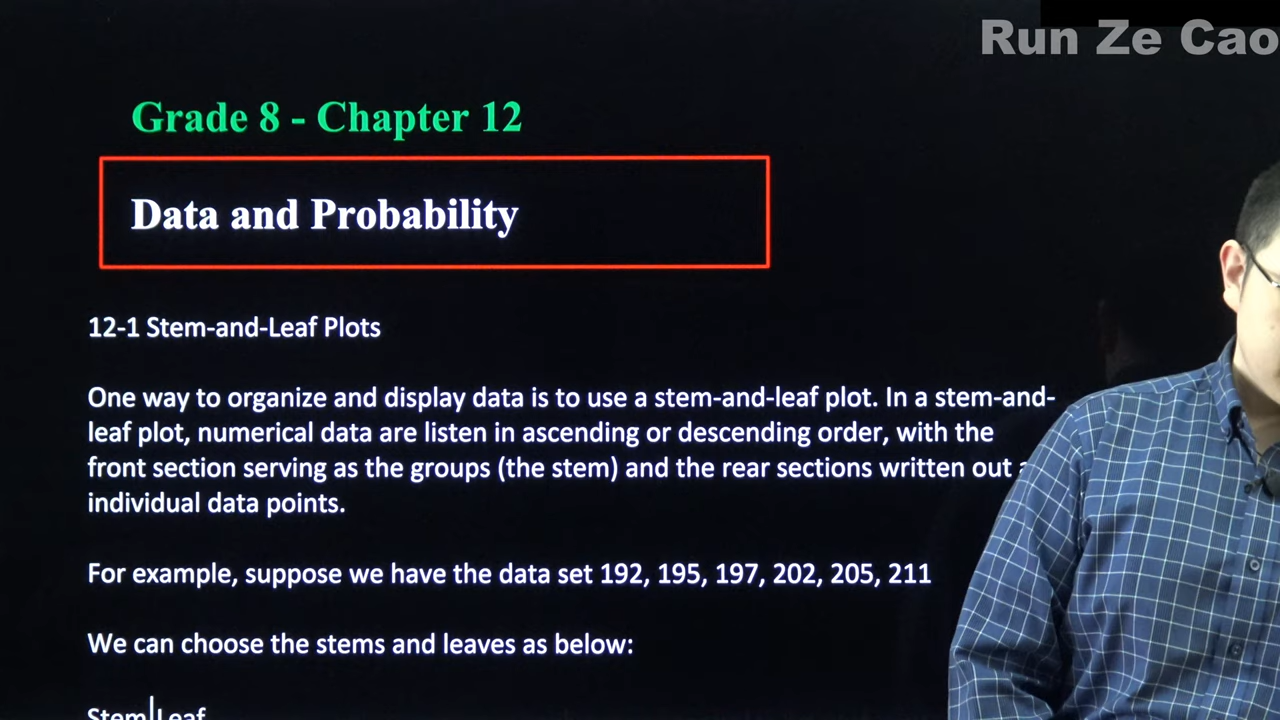 Run Ze Cao
Grade 8 - Chapter 12
Data and Probability
12-1 Stem-and-Leaf Plots
One way to organize and display data is to use a stem-and-leaf plot. In a stem-and-
leaf plot, numerical data are listen in ascending or descending order, with the
front section serving as the groups (the stem) and the rear sections written out
individual data points.
For example, suppose we have the data set 192, 195, 197, 202, 205, 211
We can choose the stems and leaves as below:
Stem|Leaf